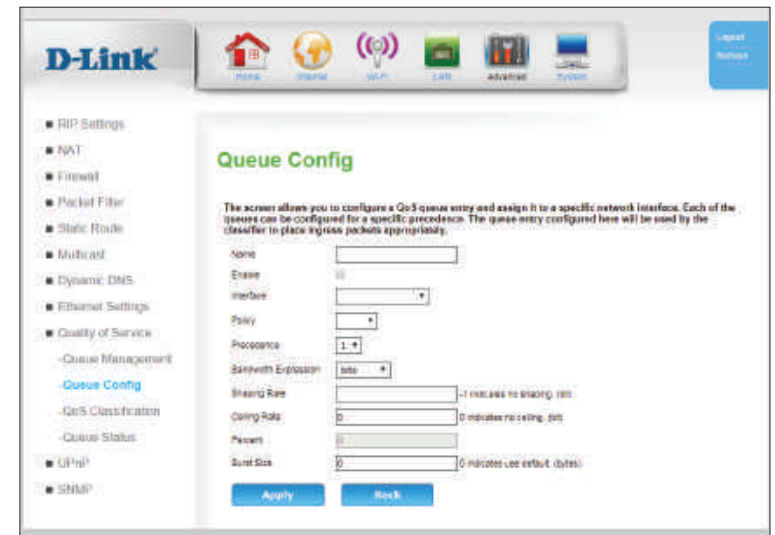 D-Link
Home
Internet
Wi-Fi
LAN
Advanced
System
Logout
Refresh
RIP Settings
NAT
Firewall
Packet Filter
Static Route
Multicast
Dynamic DNS
Ethernet Settings
Quality of Service
-Queue Management
-Queue Config
-QoS Classification
-Queue Status
UPnP
SNMP
Queue Config
The screen allows you to configure a QoS queue entry and assign it to a specific network interface. Each of the
queues can be configured for a specific precedence. The queue entry configured here will be used by the
classifier to place ingress packets appropriately.
Name
Enable
Interface
Policy
Precedence 1
Bandwidth Expression bits
Shaping Rate -1 indicates no shaping. (bit)
Ceiling Rate 0 0 indicates no ceiling. (bit)
Percent 0
Burst Size 0 0 indicates use default. (bytes)
Apply Back